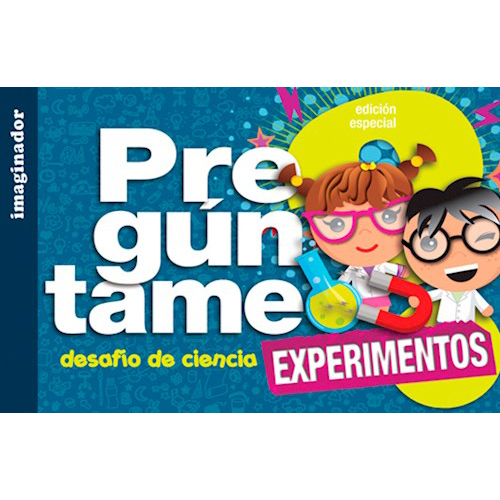 imaginador
edición
especial
Pre
gún
tame
desafío de ciencia
EXPERIMENTOS